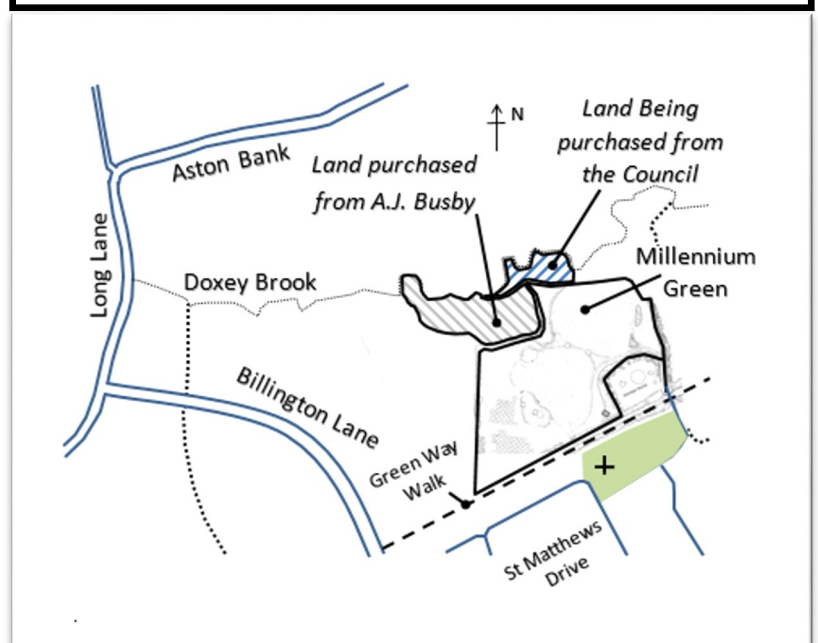 N
Land Being
purchased from
the Council
Aston Bank
Land purchased
from A.J. Busby
Long Lane
Millennium
Green
Doxey Brook
Billington Lane
Green Way
Walk
St Matthews
Drive